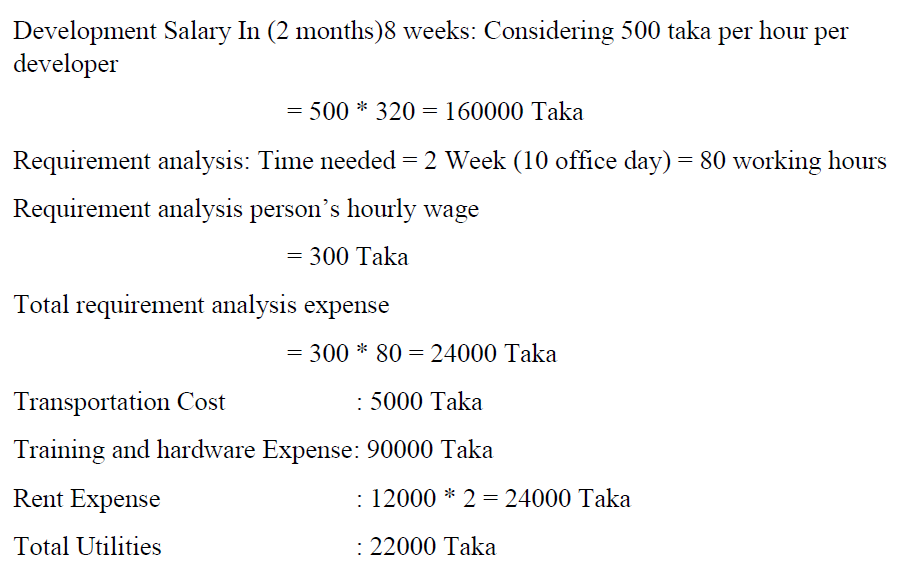 Development Salary In (2 months)8 weeks: Considering 500 taka per hour per
developer
= 500 * 320 = 160000 Taka
Requirement analysis: Time needed = 2 Week (10 office day) = 80 working hours
Requirement analysis person’s hourly wage
= 300 Taka
Total requirement analysis expense
= 300 * 80 = 24000 Taka
Transportation Cost : 5000 Taka
Training and hardware Expense: 90000 Taka
Rent Expense : 12000 * 2 = 24000 Taka
Total Utilities : 22000 Taka